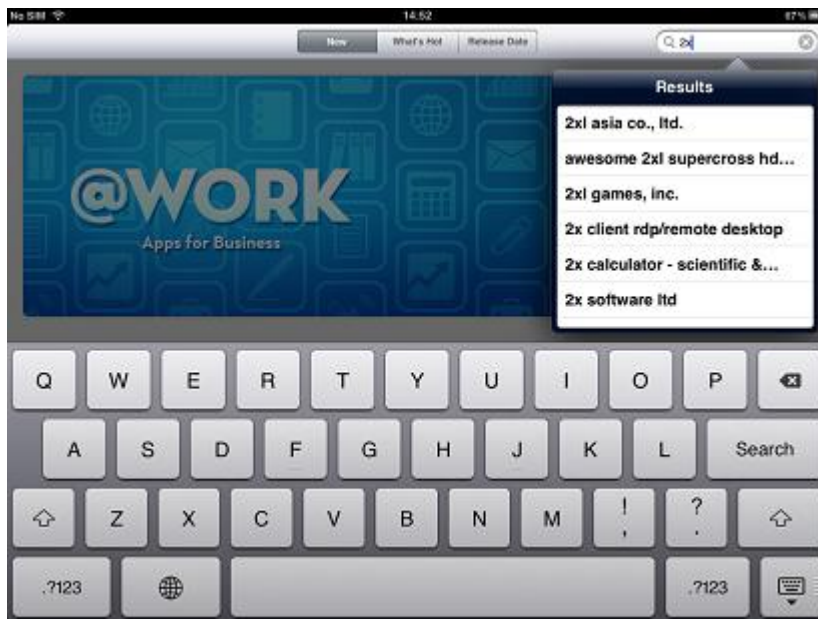 No SIM 14:52 87%
New What's Hot Release Date 2x
Results
2xl asia co., ltd.
awesome 2xl supercross hd...
2xl games, inc.
2x client rdp/remote desktop
2x calculator - scientific &...
2x software ltd
@WORK
Apps for Business
Q W E R T Y U I O P
A S D F G H J K L Search
Z X C V B N M ! , ? .
.?123 .?123